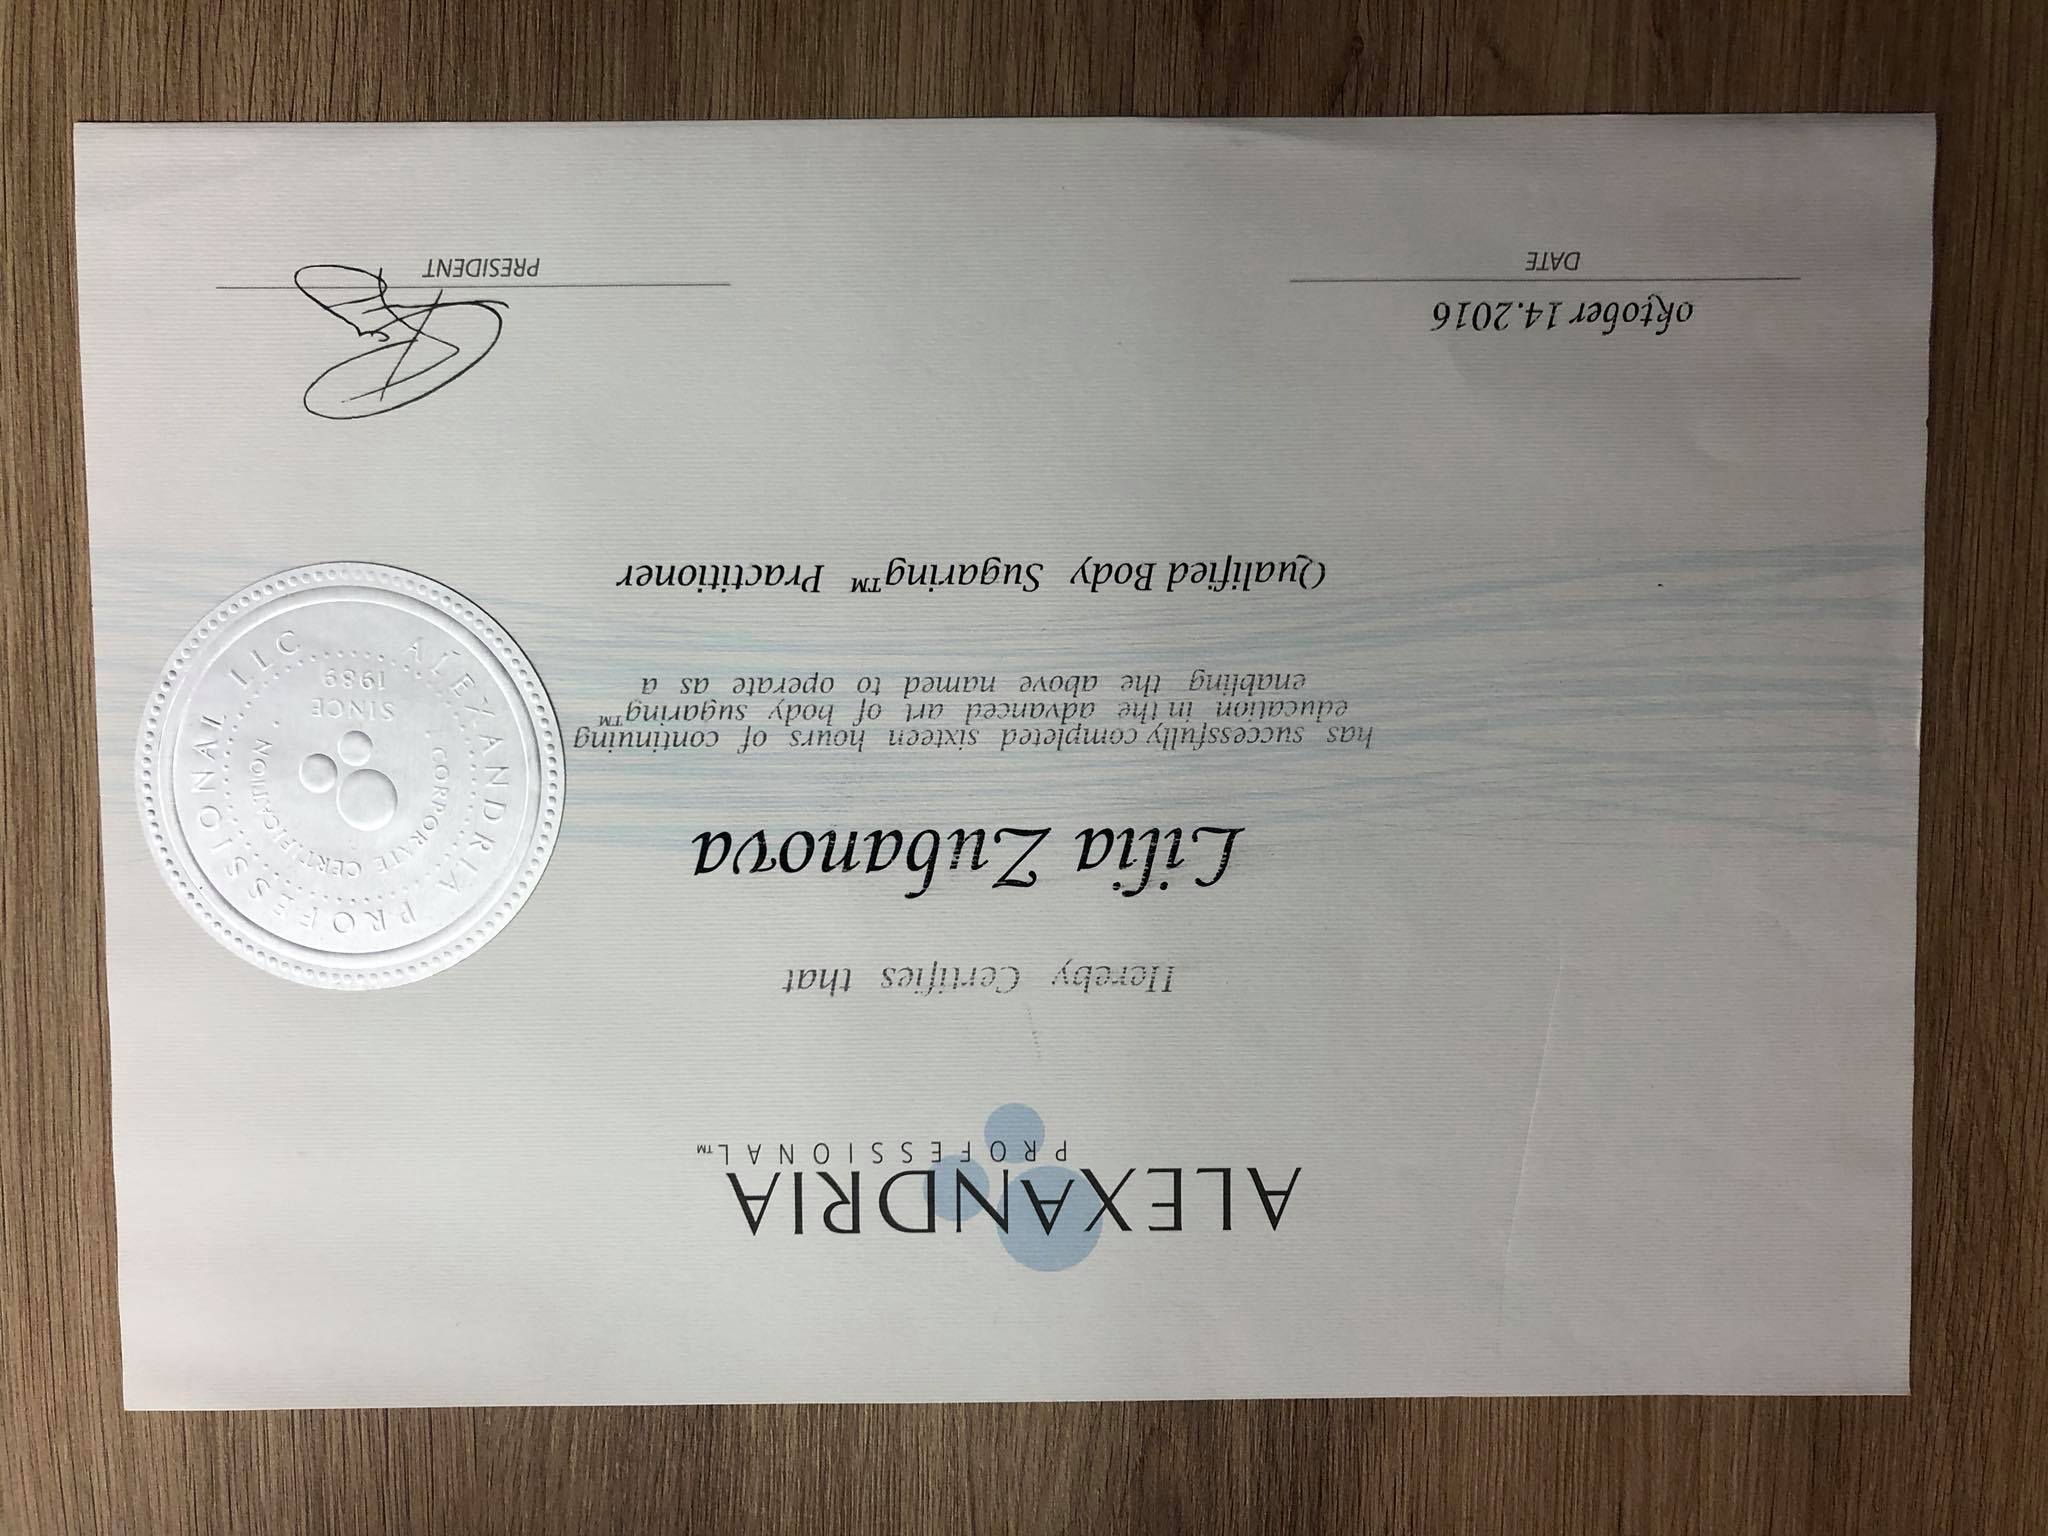 ALEXANDRIA
PROFESSIONAL™
Hereby Certifies that
Lilia Zubanova
has successfully completed sixteen hours of continuing
education in the advanced art of body sugaring™
enabling the above named to operate as a
Qualified Body Sugaring™ Practitioner
ALEXANDRIA PROFESSIONAL LLC
· CORPORATE CERTIFICATION ·
SINCE
1989
oktober 14.2016
DATE
PRESIDENT